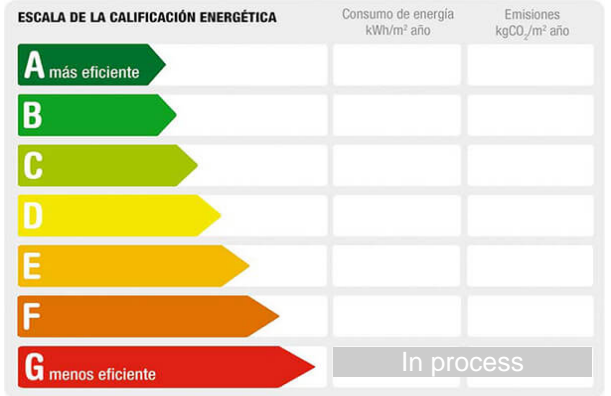 ESCALA DE LA CALIFICACIÓN ENERGÉTICA
Consumo de energía
kWh/m² año
Emisiones
kgCO₂/m² año
A más eficiente
B
C
D
E
F
G menos eficiente
In process